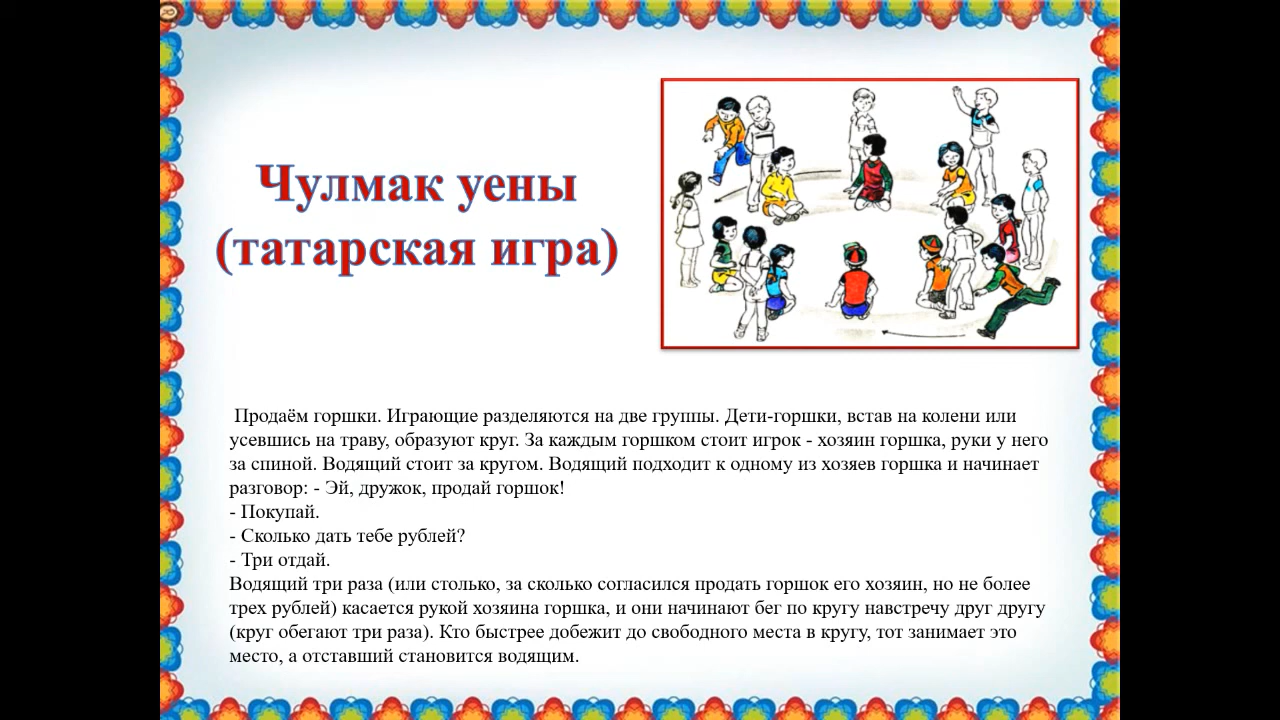 Чулмак уены
(татарская игра)
Продаём горшки. Играющие разделяются на две группы. Дети-горшки, встав на колени или
усевшись на траву, образуют круг. За каждым горшком стоит игрок - хозяин горшка, руки у него
за спиной. Водящий стоит за кругом. Водящий подходит к одному из хозяев горшка и начинает
разговор: - Эй, дружок, продай горшок!
- Покупай.
- Сколько дать тебе рублей?
- Три отдай.
Водящий три раза (или столько, за сколько согласился продать горшок его хозяин, но не более
трех рублей) касается рукой хозяина горшка, и они начинают бег по кругу навстречу друг другу
(круг обегают три раза). Кто быстрее добежит до свободного места в кругу, тот занимает это
место, а отставший становится водящим.